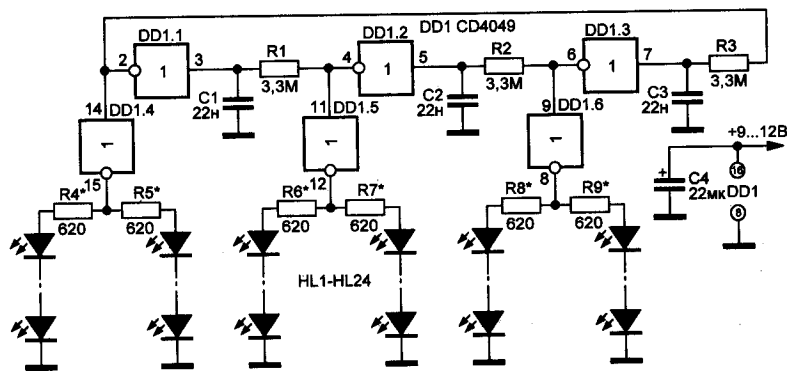 DD1 CD4049
DD1.1
2
1
3
R1
3,3М
C1
22н
DD1.2
4
1
5
R2
3,3М
C2
22н
DD1.3
6
1
7
R3
3,3М
C3
22н
14
DD1.4
1
15
11
DD1.5
1
12
9
DD1.6
1
8
R4*
620
R5*
620
R6*
620
R7*
620
R8*
620
R9*
620
+9...12В
+
C4
22мк
16
DD1
8
HL1-HL24